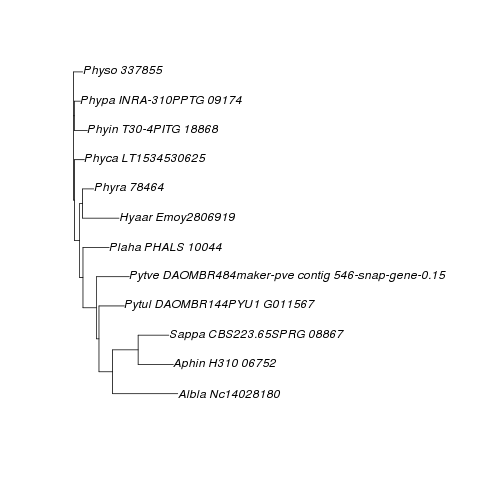 Physo 337855
Phypa INRA-310PPTG 09174
Phyin T30-4PITG 18868
Phyca LT1534530625
Phyra 78464
Hyaar Emoy2806919
Plaha PHALS 10044
Pytve DAOMBR484maker-pve contig 546-snap-gene-0.15
Pytul DAOMBR144PYU1 G011567
Sappa CBS223.65SPRG 08867
Aphin H310 06752
Albla Nc14028180